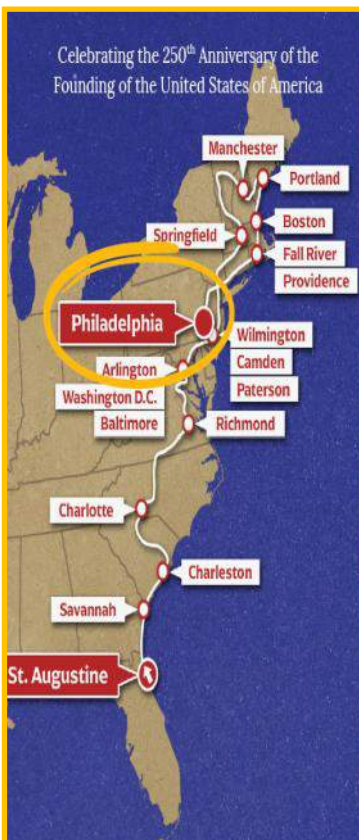 Celebrating the 250th Anniversary of the
Founding of the United States of America
Manchester
Portland
Boston
Springfield
Fall River
Providence
Philadelphia
Wilmington
Camden
Paterson
Arlington
Washington D.C.
Baltimore
Richmond
Charlotte
Charleston
Savannah
St. Augustine